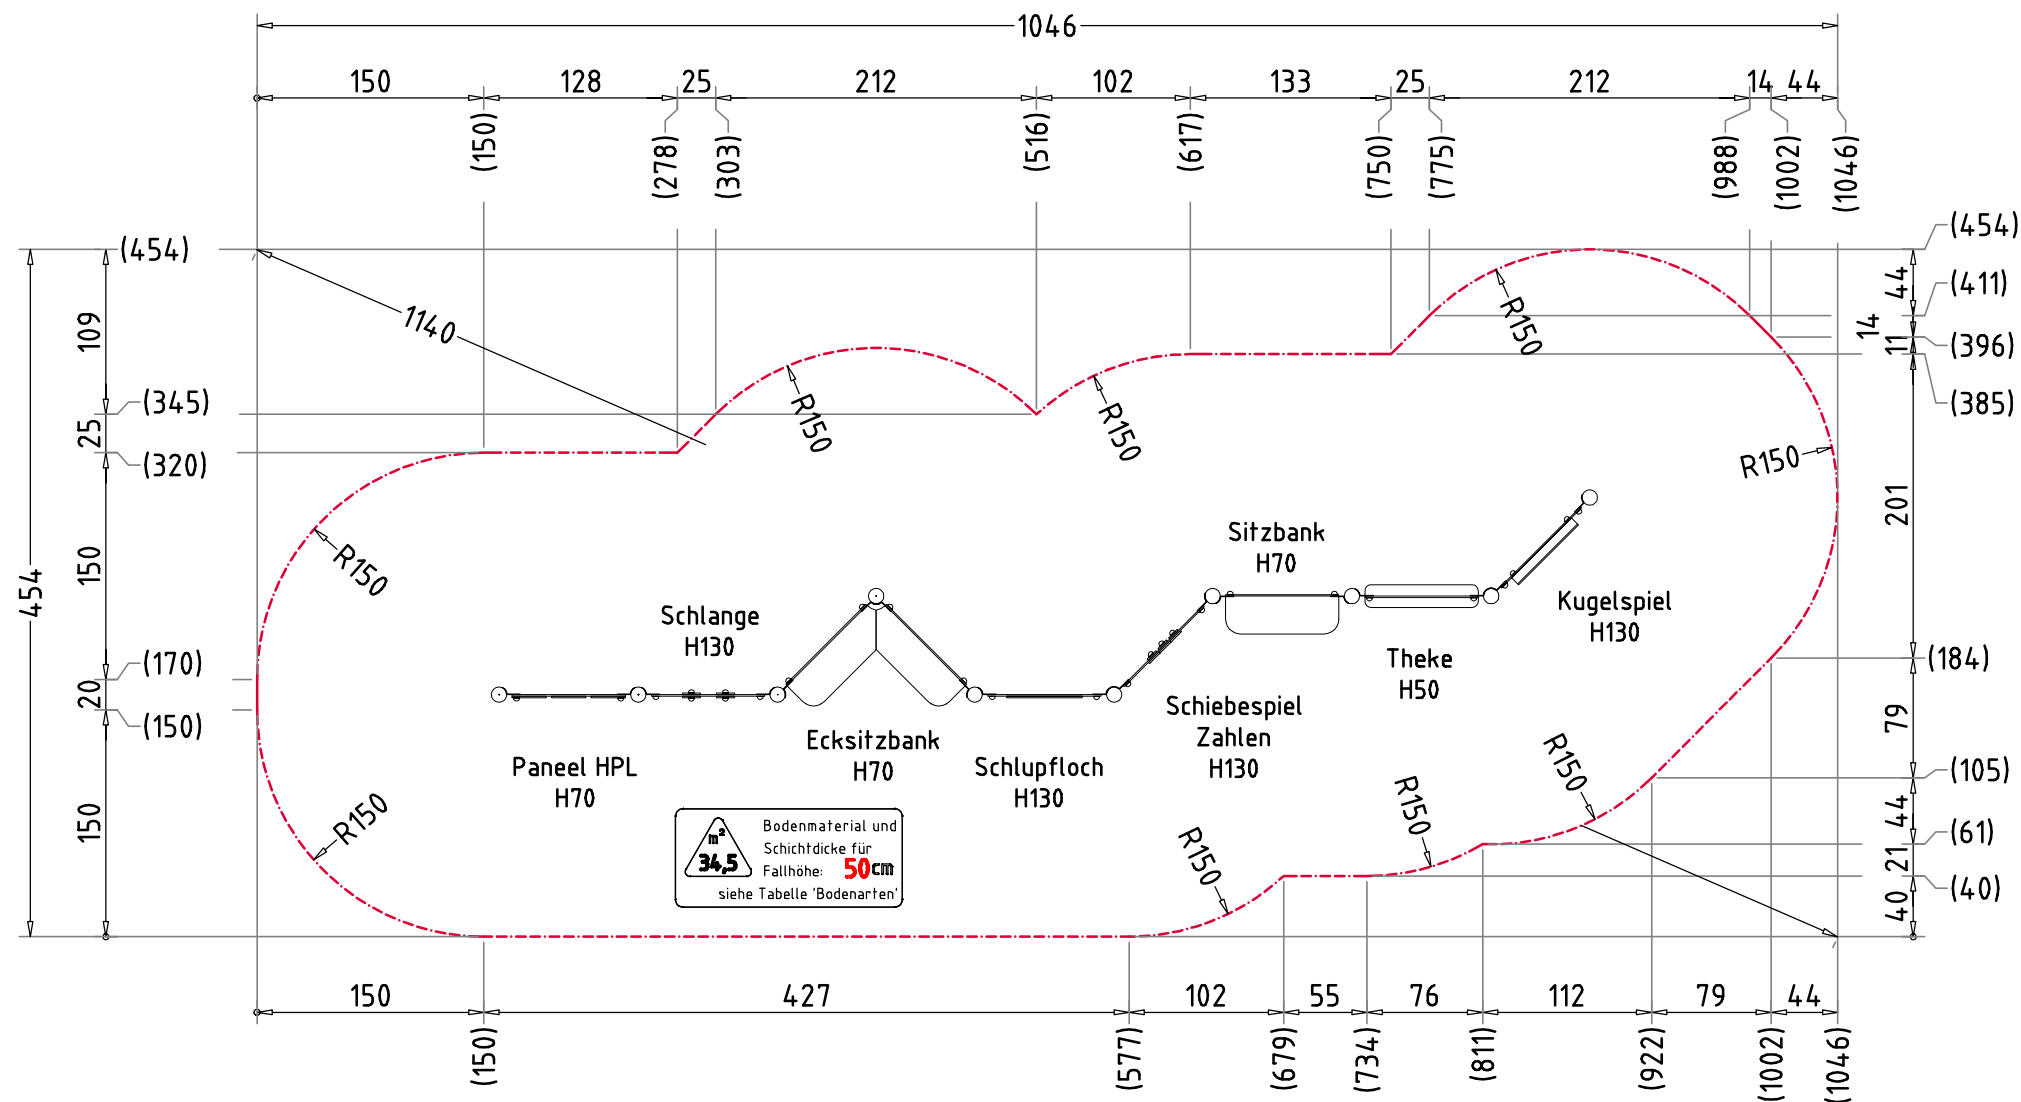 1046
150 128 25 212 102 133 25 212 14 44
(150) (278) (303) (516) (617) (750) (775) (988) (1002) (1046)
(454) (454)
44
(411)
109 1140 R150 14
11
(396)
(345) R150 R150 (385)
25
(320) R150
201
454 150 R150
Sitzbank
H70
Schlange
H130
Kugelspiel
H130
(170)
20
(150)
Theke
H50
(184)
79
Schiebespiel
Zahlen
H130
Ecksitzbank
H70
Paneel HPL
H70
Schlupfloch
H130
(105)
150 R150 R150 R150 R150
44
(61)
21
(40)
40
m²
34,5
Bodenmaterial und
Schichtdicke für
Fallhöhe: 50cm
siehe Tabelle 'Bodenarten'
150 427 102 55 76 112 79 44
(150) (577) (679) (734) (811) (922) (1002) (1046)